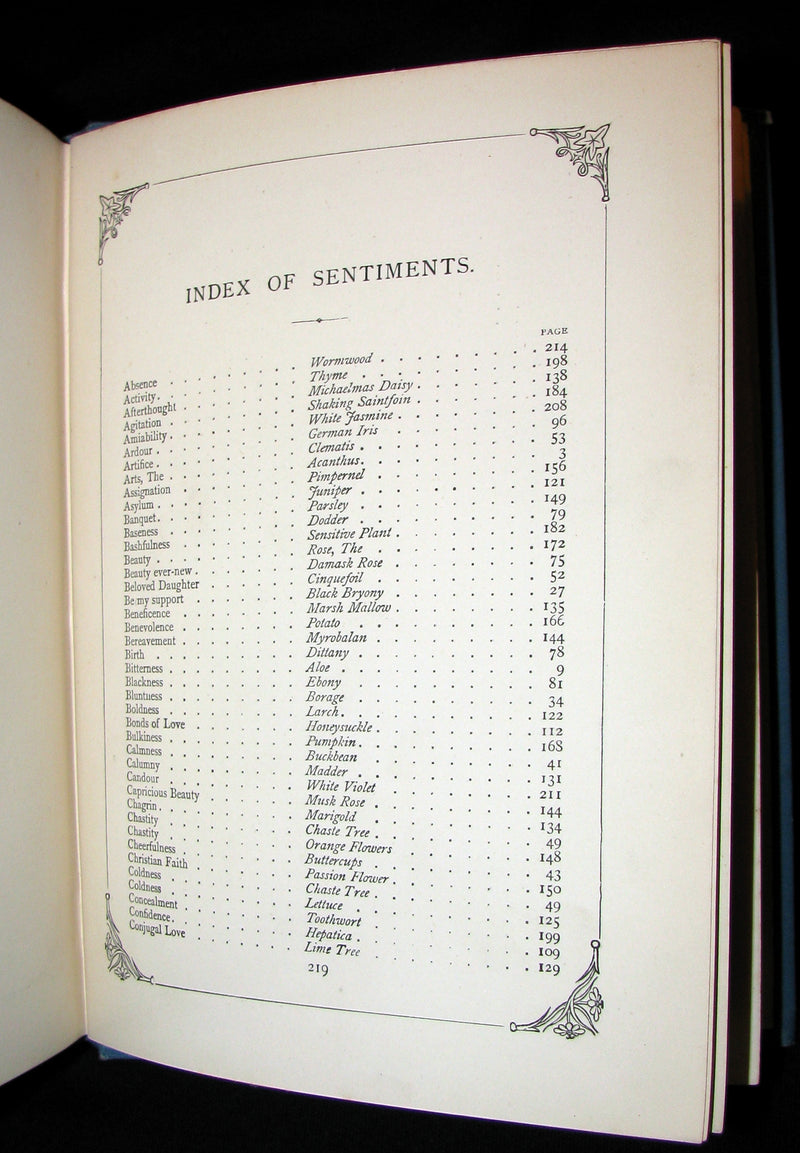 INDEX OF SENTIMENTS.
PAGE
Absence . . . . . . . Wormwood . . . . . . . . 214
Activity . . . . . . . Thyme . . . . . . . . 198
Afterthought . . . . . . . Michaelmas Daisy . . . . . . . . 138
Agitation . . . . . . . Shaking Saintfoin . . . . . . . . 184
Amiability . . . . . . . White Jasmine . . . . . . . . 208
Ardour . . . . . . . German Iris . . . . . . . . 96
Artifice . . . . . . . Clematis . . . . . . . . 53
Arts, The . . . . . . . Acanthus . . . . . . . . 3
Assignation . . . . . . . Pimpernel . . . . . . . . 156
Asylum . . . . . . . Juniper . . . . . . . . 121
Banquet . . . . . . . Parsley . . . . . . . . 149
Baseness . . . . . . . Dodder . . . . . . . . 79
Bashfulness . . . . . . . Sensitive Plant . . . . . . . . 182
Beauty . . . . . . . Rose, The . . . . . . . . 172
Beauty ever-new . . . . . . . Damask Rose . . . . . . . . 75
Beloved Daughter . . . . . . . Cinquefoil . . . . . . . . 52
Be my support . . . . . . . Black Bryony . . . . . . . . 27
Beneficence . . . . . . . Marsh Mallow . . . . . . . . 135
Benevolence . . . . . . . Potato . . . . . . . . 166
Bereavement . . . . . . . Myrobalan . . . . . . . . 144
Birth . . . . . . . Dittany . . . . . . . . 78
Bitterness . . . . . . . Aloe . . . . . . . . 9
Blackness . . . . . . . Ebony . . . . . . . . 81
Bluntness . . . . . . . Borage . . . . . . . . 34
Boldness . . . . . . . Larch . . . . . . . . 122
Bonds of Love . . . . . . . Honeysuckle . . . . . . . . 112
Bulkiness . . . . . . . Pumpkin . . . . . . . . 168
Calmness . . . . . . . Buckbean . . . . . . . . 41
Calumny . . . . . . . Madder . . . . . . . . 131
Candour . . . . . . . White Violet . . . . . . . . 211
Capricious Beauty . . . . . . . Musk Rose . . . . . . . . 144
Chagrin . . . . . . . Marigold . . . . . . . . 134
Chastity . . . . . . . Chaste Tree . . . . . . . . 49
Chastity . . . . . . . Orange Flowers . . . . . . . . 148
Cheerfulness . . . . . . . Buttercups . . . . . . . . 43
Christian Faith . . . . . . . Passion Flower . . . . . . . . 150
Coldness . . . . . . . Chaste Tree . . . . . . . . 49
Coldness . . . . . . . Lettuce . . . . . . . . 125
Concealment . . . . . . . Toothwort . . . . . . . . 199
Confidence . . . . . . . Hepatica . . . . . . . . 109
Conjugal Love . . . . . . . Lime Tree . . . . . . . . 129
219